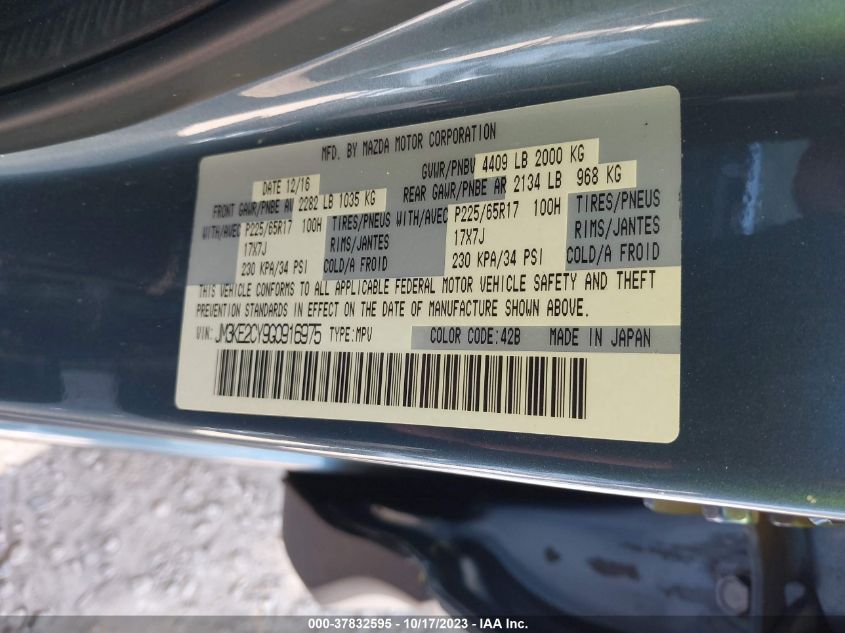 MFD. BY MAZDA MOTOR CORPORATION
DATE 12/16 GVWR/PNBV 4409 LB 2000 KG
FRONT GAWR/PNBE AV 2282 LB 1035 KG REAR GAWR/PNBE AR 2134 LB 968 KG
WITH/AVEC P225/65R17 100H TIRES/PNEUS WITH/AVEC P225/65R17 100H TIRES/PNEUS
17X7J RIMS/JANTES 17X7J RIMS/JANTES
230 KPA/34 PSI COLD/A FROID 230 KPA/34 PSI COLD/A FROID
THIS VEHICLE CONFORMS TO ALL APPLICABLE FEDERAL MOTOR VEHICLE SAFETY AND THEFT
PREVENTION STANDARDS IN EFFECT ON THE DATE OF MANUFACTURE SHOWN ABOVE.
VIN: JM3KE2CY9G0916975 TYPE:MPV COLOR CODE:42B MADE IN JAPAN
000-37832595 - 10/17/2023 - IAA Inc.